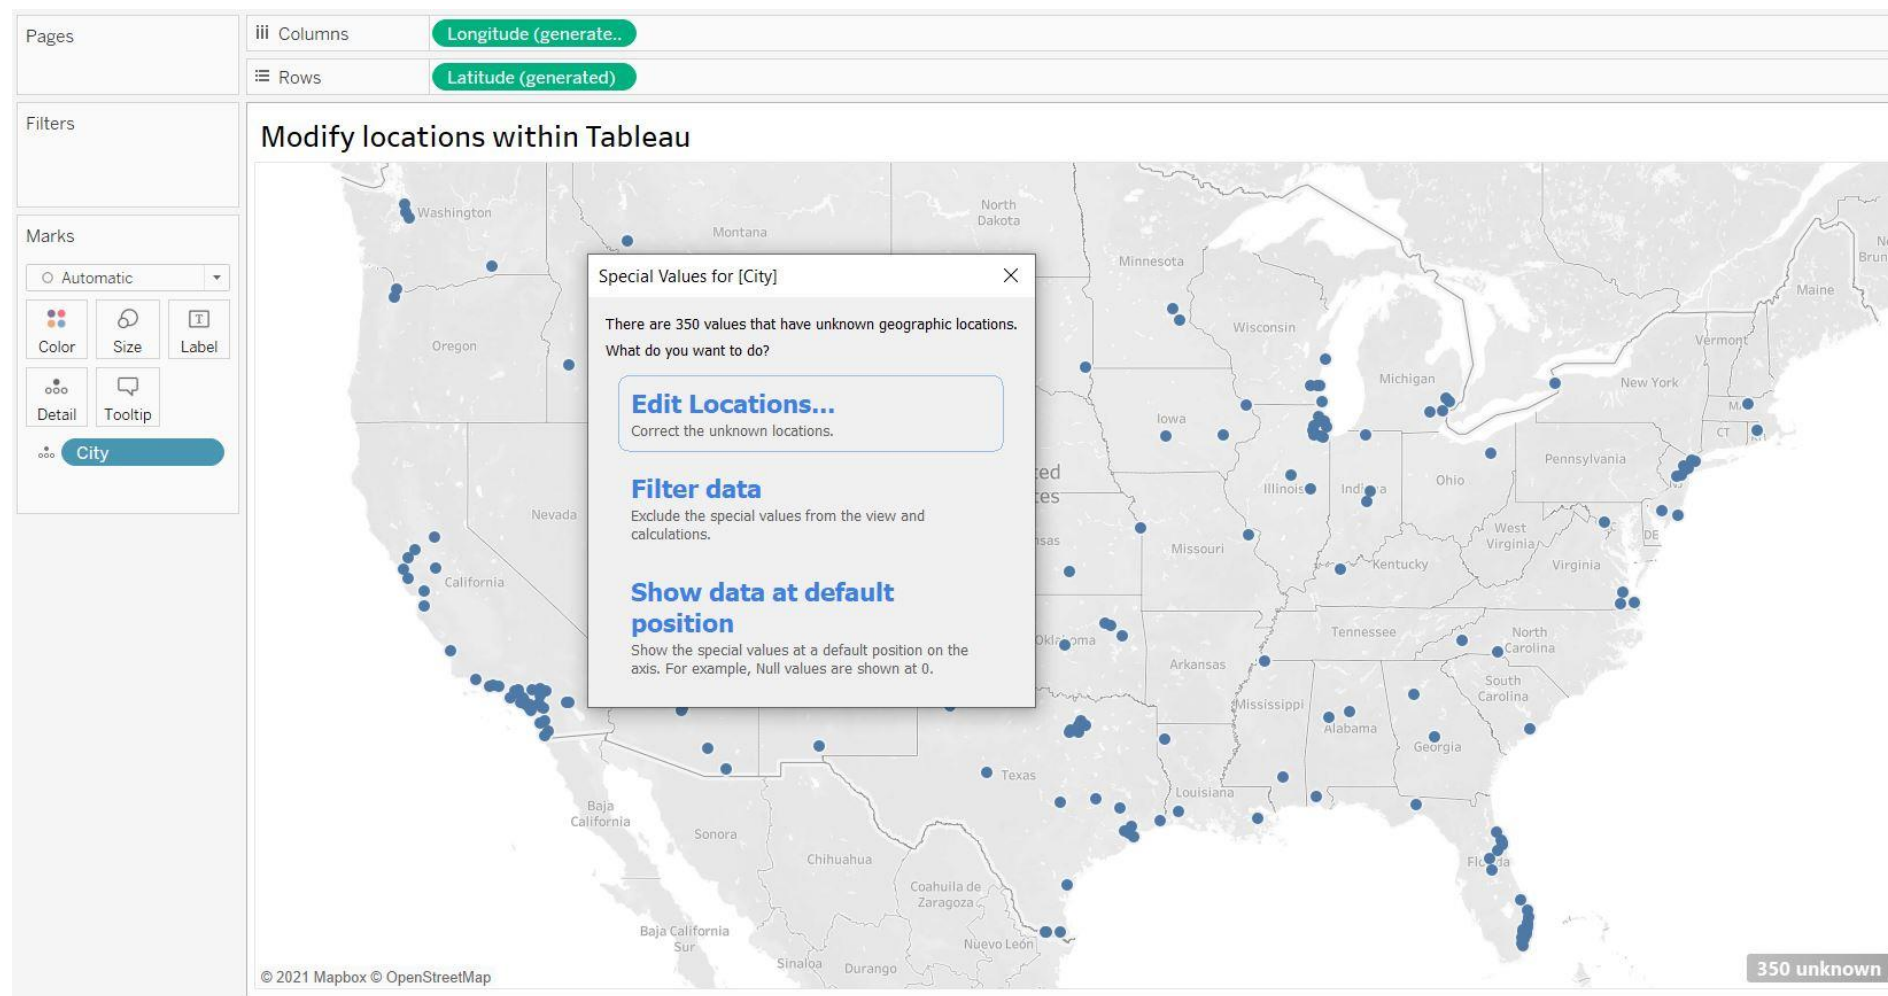 Pages
Columns
Longitude (generate..
Rows
Latitude (generated)
Filters
Modify locations within Tableau
Marks
Automatic
Color
Size
T
Label
Detail
Tooltip
City
Washington
Montana
North
Dakota
Minnesota
Maine
Oregon
Wisconsin
Michigan
Vermont
New York
Iowa
CT
Pennsylvania
Illinois
Ohio
Nevada
West
Virginia
DE
Missouri
Kentucky
Virginia
California
Tennessee
North
Carolina
Arkansas
South
Carolina
Mississippi
Alabama
Georgia
Texas
Louisiana
Baja
California
Sonora
Chihuahua
Coahuila de
Zaragoza
Baja California
Sur
Nuevo León
Sinaloa
Durango
Special Values for [City]
There are 350 values that have unknown geographic locations.
What do you want to do?
Edit Locations...
Correct the unknown locations.
Filter data
Exclude the special values from the view and
calculations.
Show data at default
position
Show the special values at a default position on the
axis. For example, Null values are shown at 0.
© 2021 Mapbox © OpenStreetMap
350 unknown